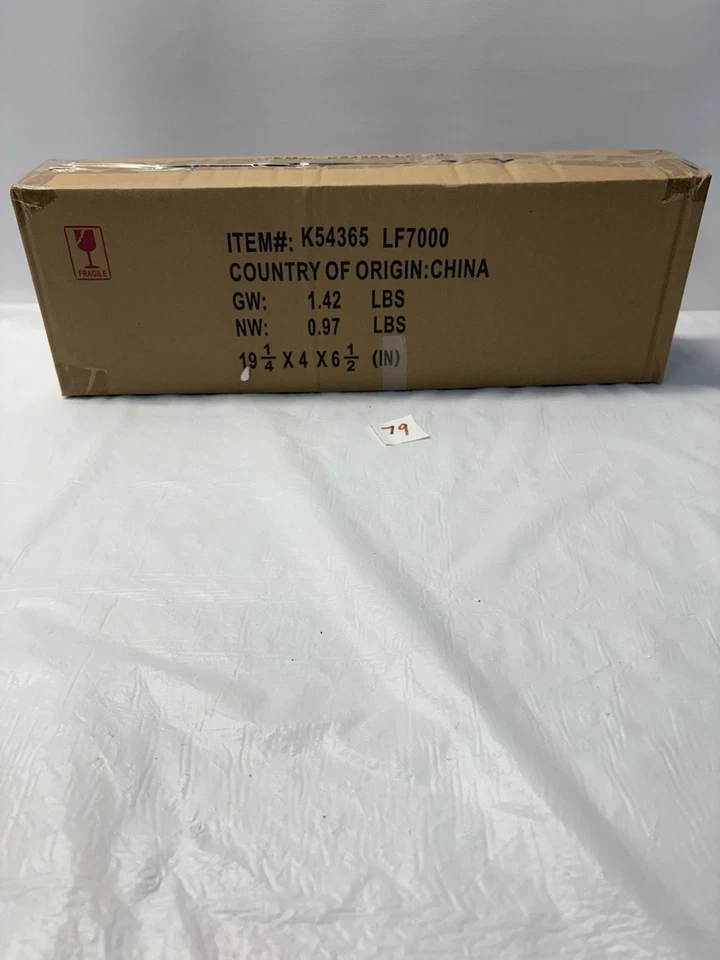 FRAGILE
ITEM#: K54365 LF7000
COUNTRY OF ORIGIN:CHINA
GW: 1.42 LBS
NW: 0.97 LBS
19 1/4 X 4 X 6 1/2 (IN)
79